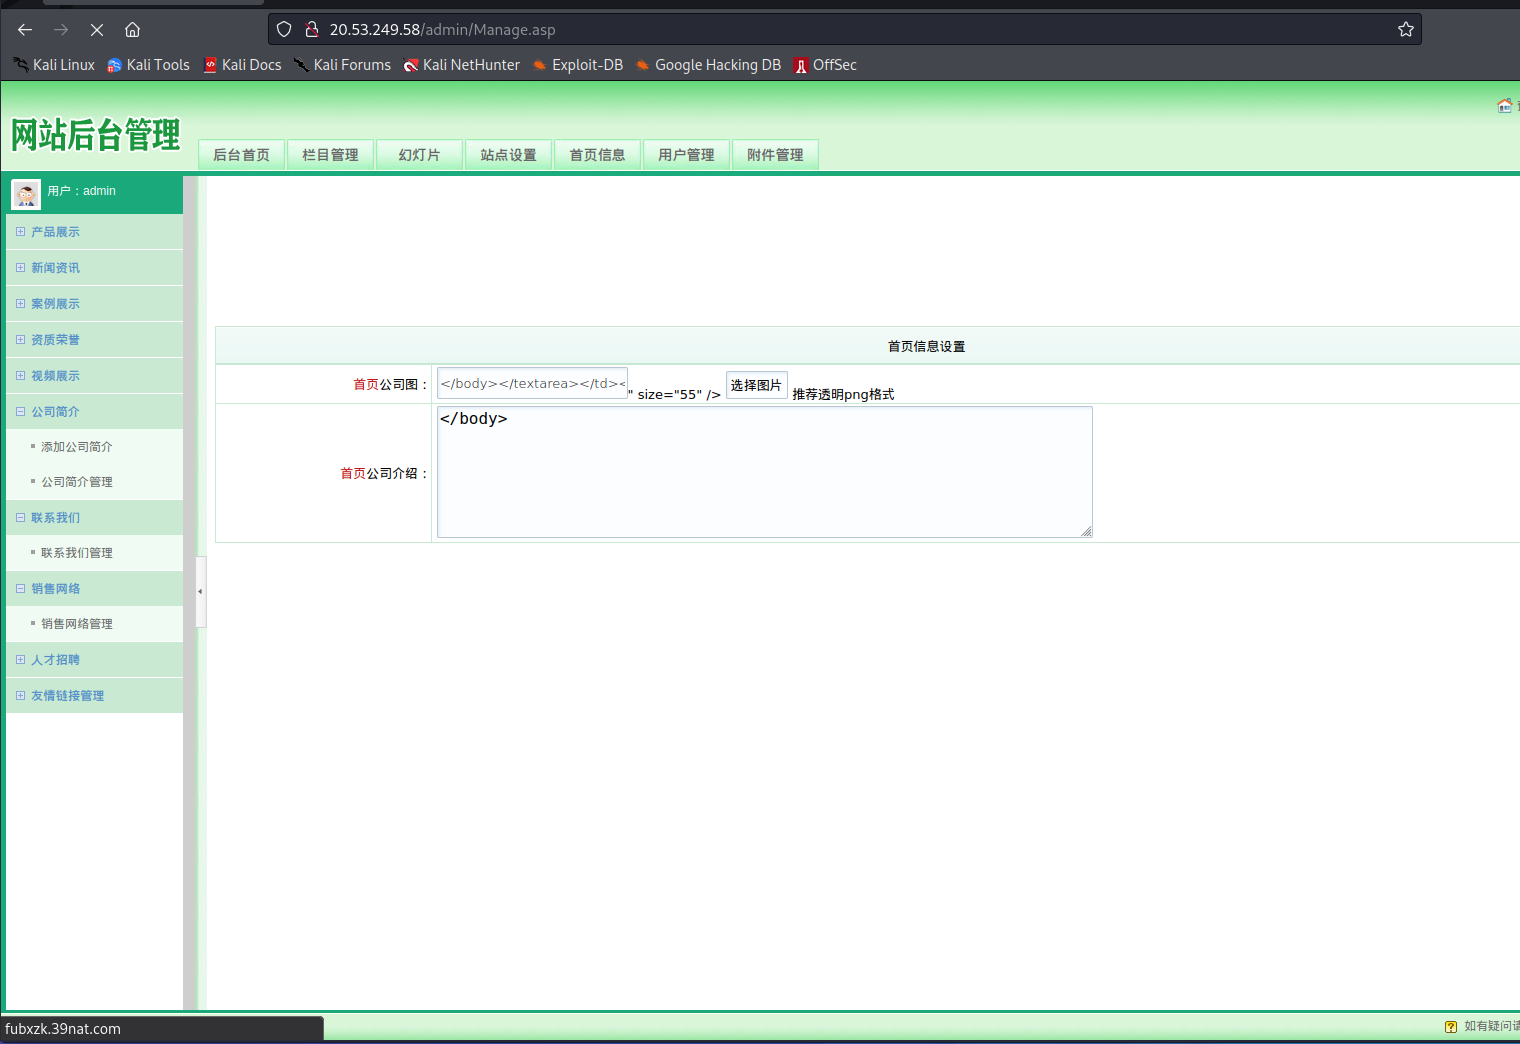 20.53.249.58/admin/Manage.asp
Kali Linux Kali Tools Kali Docs Kali Forums Kali NetHunter Exploit-DB Google Hacking DB OffSec
网站后台管理
后台首页 栏目管理 幻灯片 站点设置 首页信息 用户管理 附件管理
用户：admin
产品展示
新闻资讯
案例展示
资质荣誉
视频展示
公司简介
添加公司简介
公司简介管理
联系我们
联系我们管理
销售网络
销售网络管理
人才招聘
友情链接管理
首页信息设置
首页公司图： </body></textarea></td>< " size="55" /> 选择图片 推荐透明png格式
首页公司介绍： </body>
fubxzk.39nat.com
如有疑问请